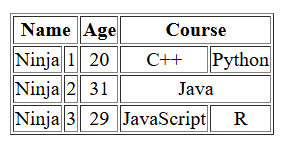 Name Age Course
Ninja 1 20 C++ Python
Ninja 2 31 Java
Ninja 3 29 JavaScript R